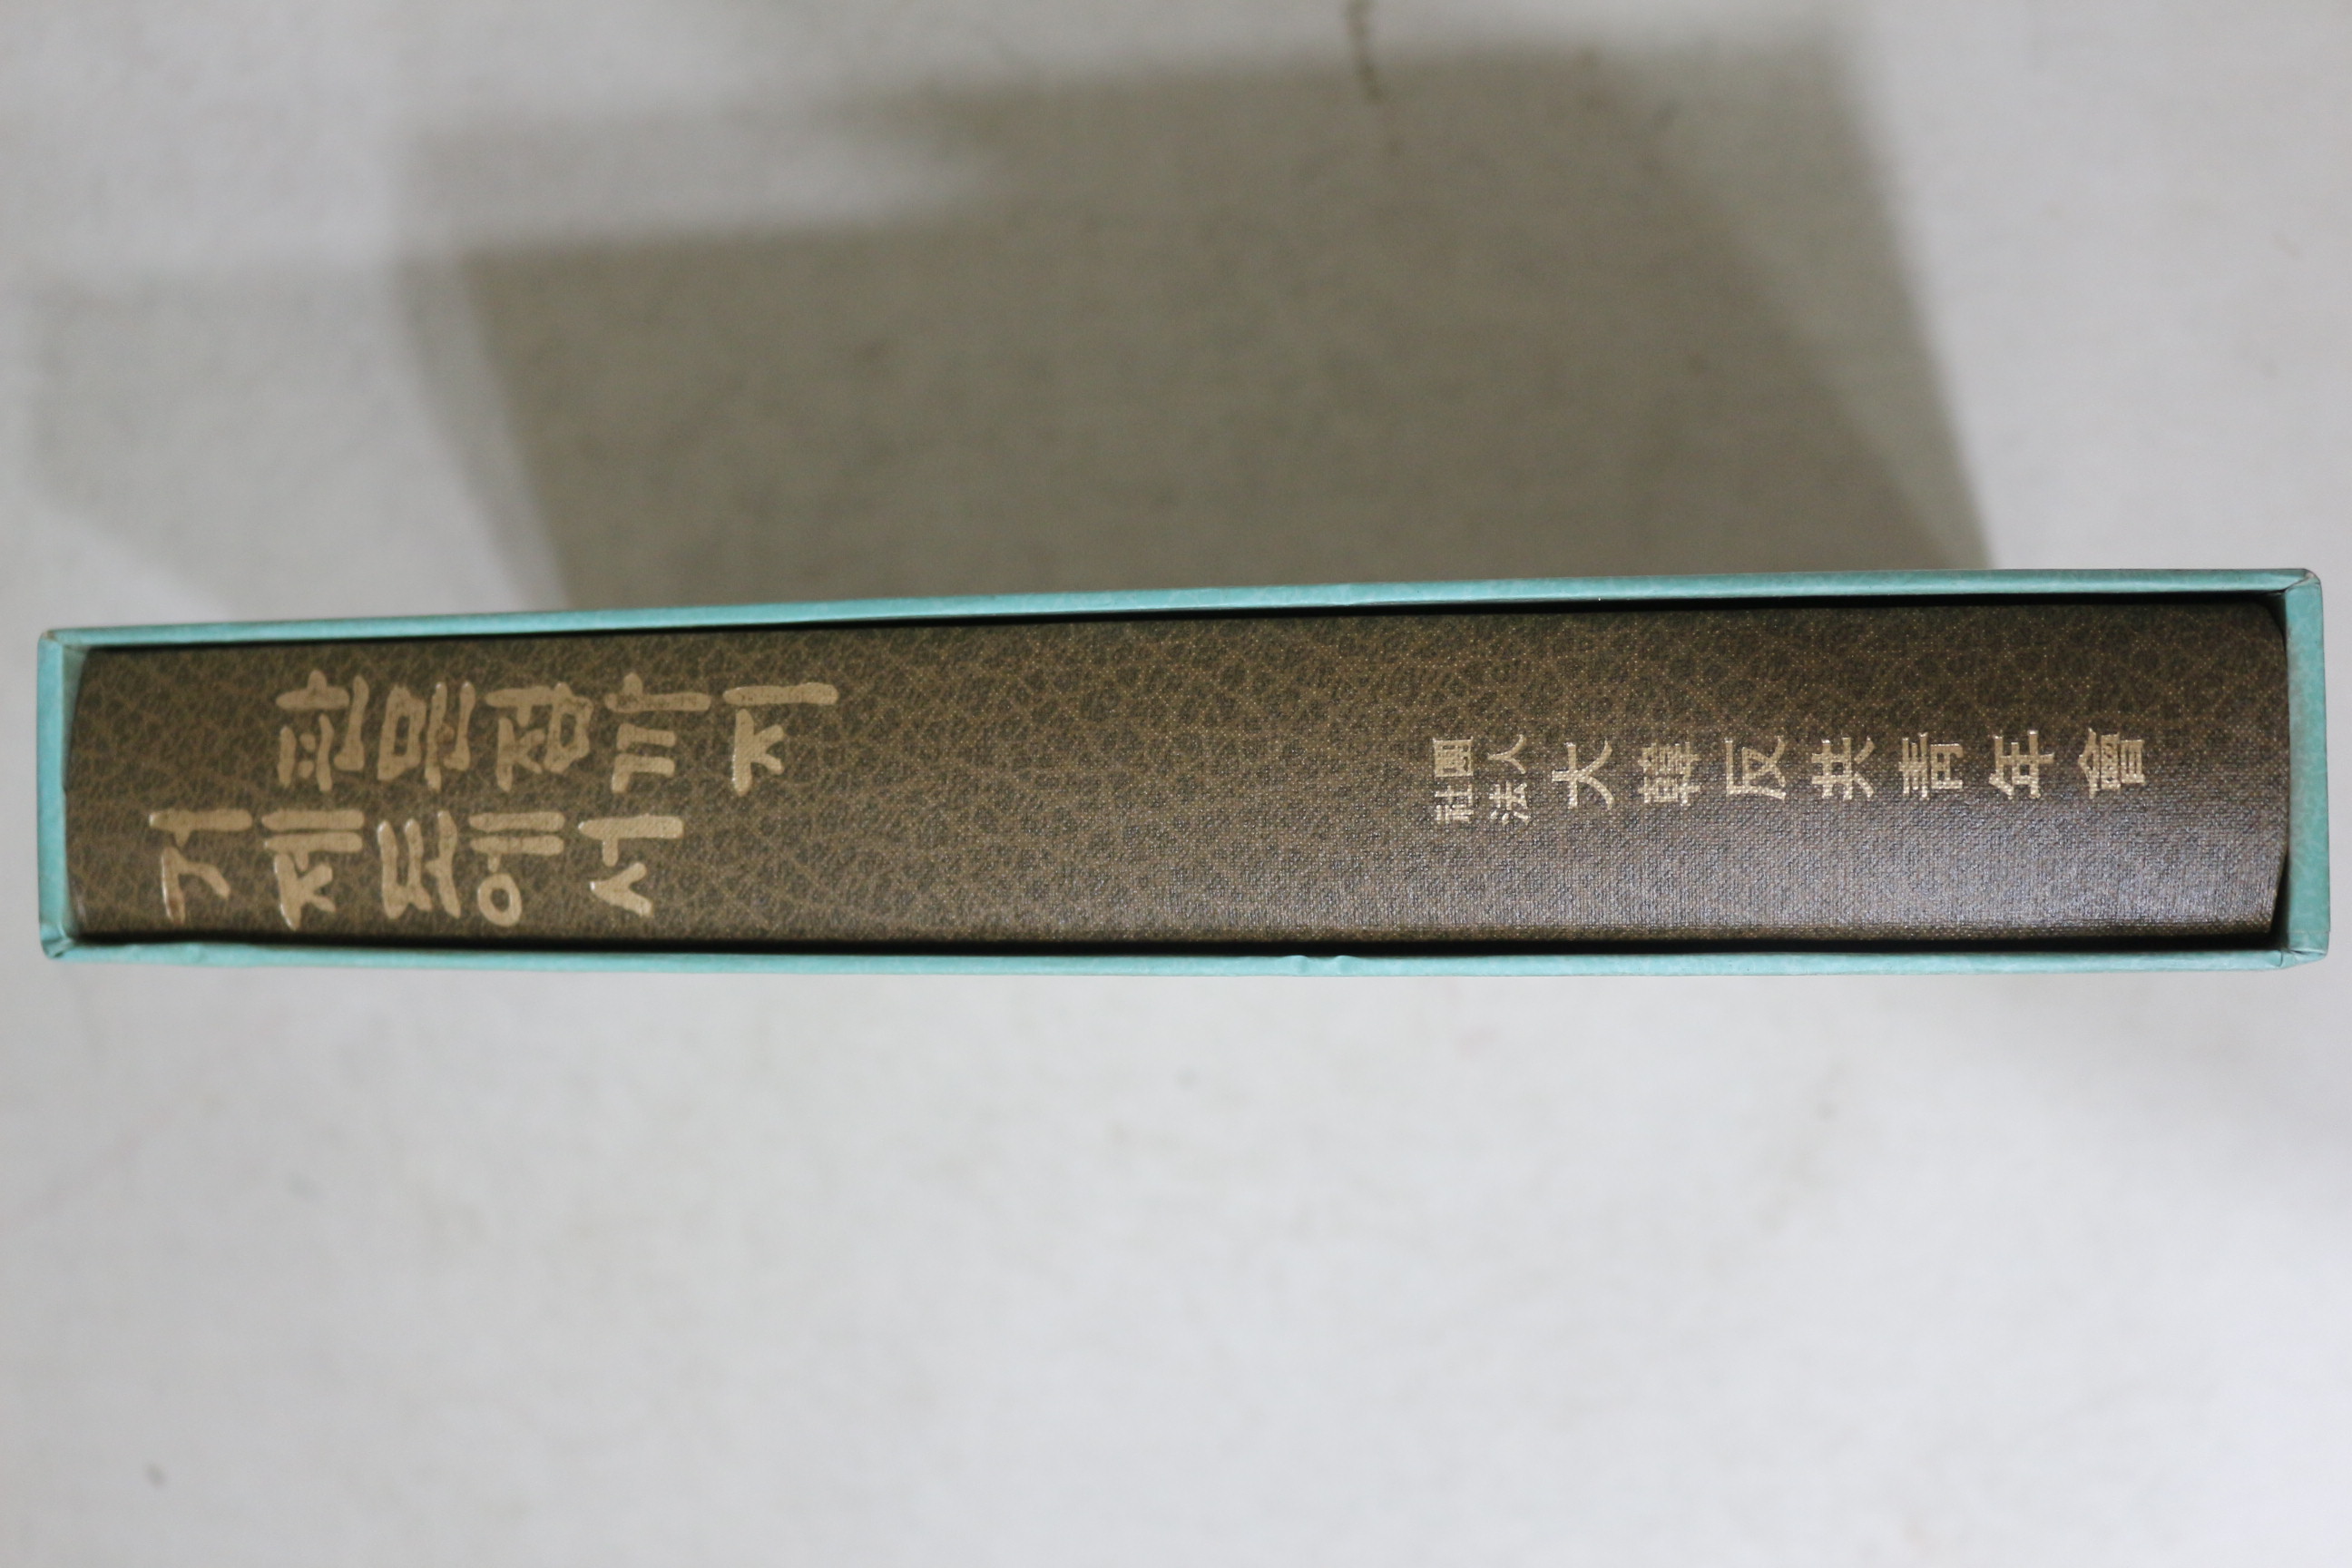 거제도에서
판문점까지
社團法人 大韓反共青年會